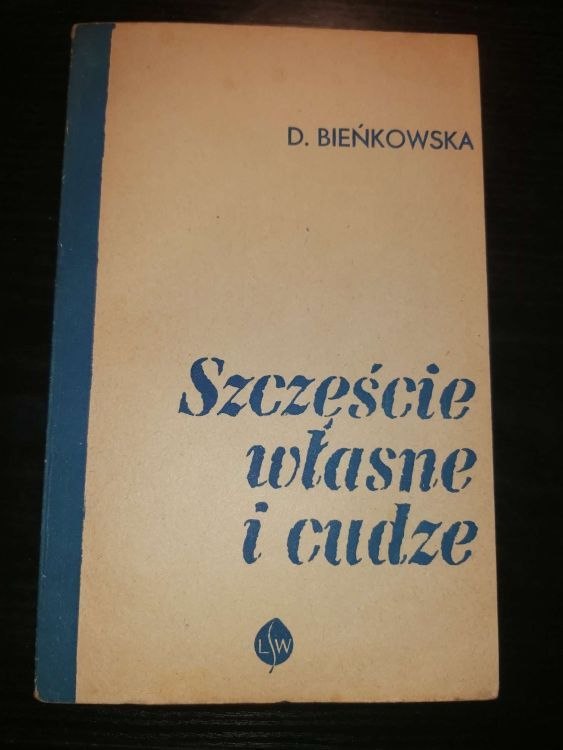 D. BIEŃKOWSKA
Szczęście
własne
i cudze
LSW